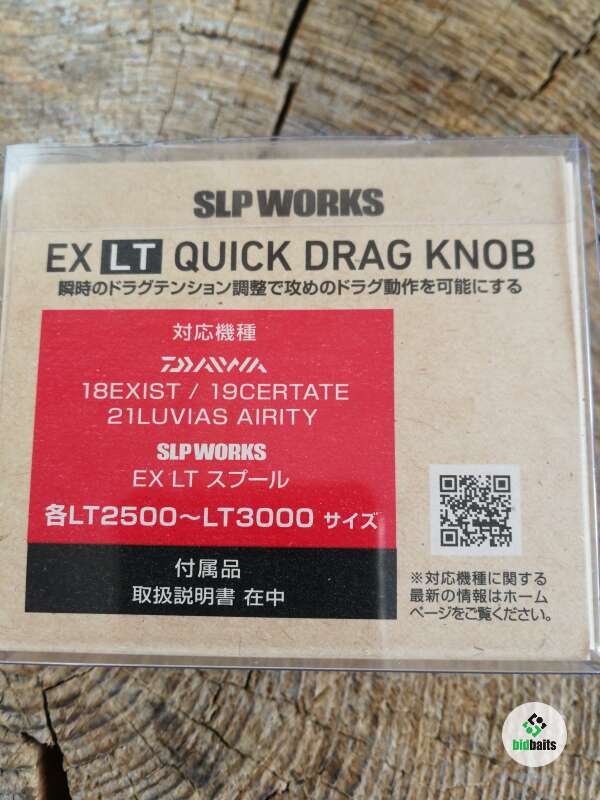 SLP WORKS
EX LT QUICK DRAG KNOB
瞬時のドラグテンション調整で攻めのドラグ動作を可能にする
対応機種
DAIWA
18EXIST / 19CERTATE
21LUVIAS AIRITY
SLP WORKS
EX LT スプール
各LT2500～LT3000 サイズ
付属品
取扱説明書 在中
※対応機種に関する
最新の情報はホーム
ページをご覧ください。
bidbaits